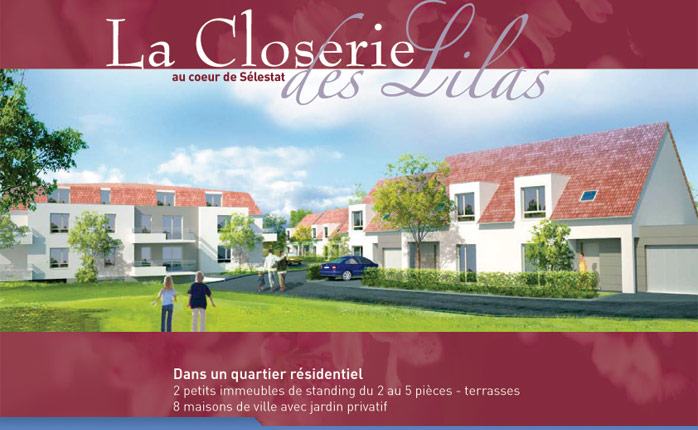 La Closerie
des Lilas
au coeur de Sélestat
Dans un quartier résidentiel
2 petits immeubles de standing du 2 au 5 pièces - terrasses
8 maisons de ville avec jardin privatif